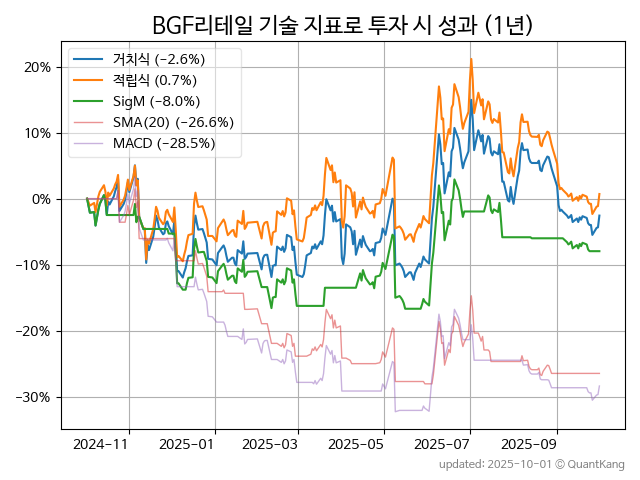 BGF리테일 기술 지표로 투자 시 성과 (1년)
거치식 (−2.6%)
적립식 (0.7%)
SigM (−8.0%)
SMA(20) (−26.6%)
MACD (−28.5%)
20%
10%
0%
−10%
−20%
−30%
2024-11
2025-01
2025-03
2025-05
2025-07
2025-09
updated: 2025-10-01 © QuantKang